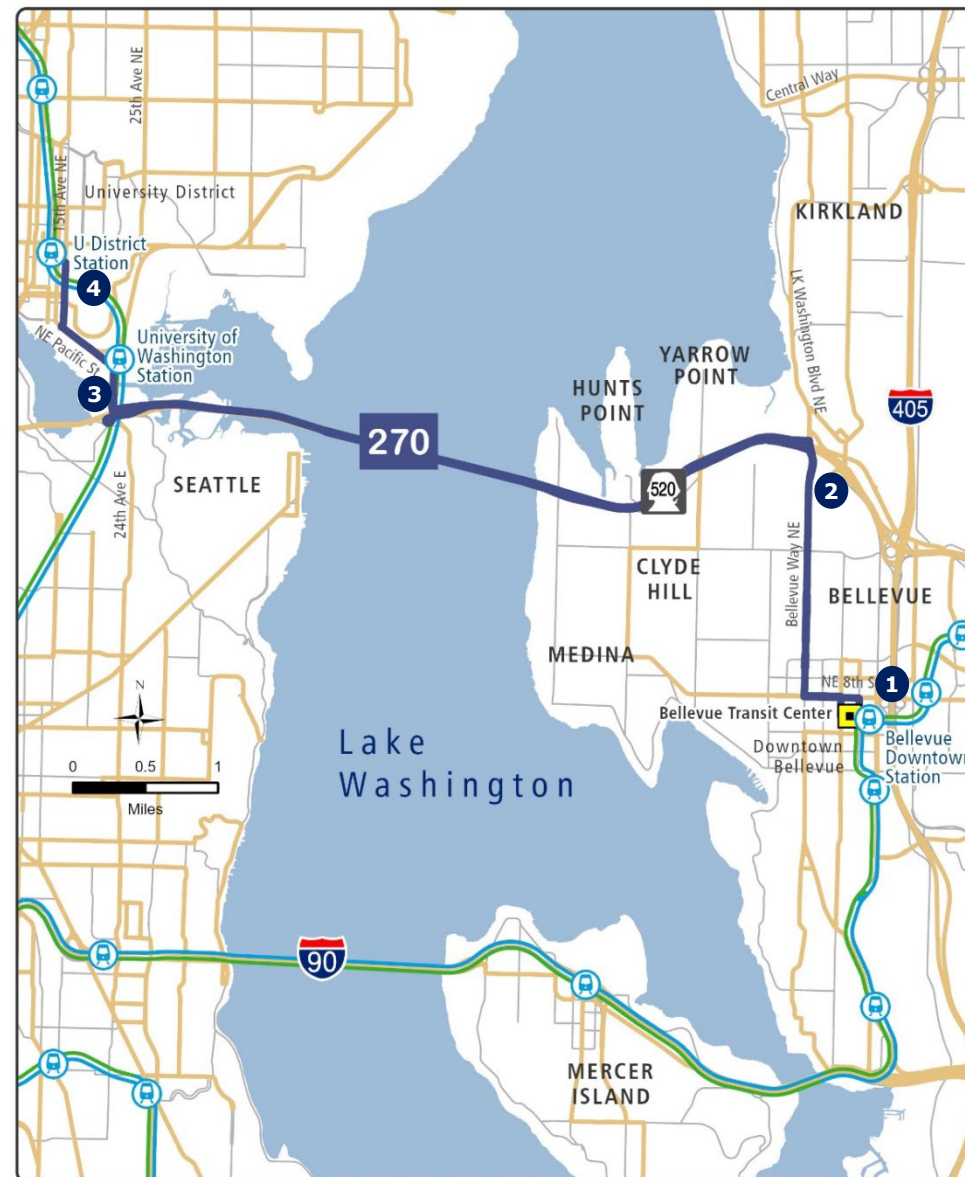 Central Way
25th Ave NE
15th Ave NE
University District
KIRKLAND
U District
Station
4
LK Washington Blvd NE
NE Pacific St
University of
Washington
Station
YARROW
POINT
HUNTS
POINT
405
3
270
SEATTLE
520
2
24th Ave E
Bellevue Way NE
CLYDE
HILL
BELLEVUE
MEDINA
NE 8th S
1
N
Bellevue Transit Center
Lake
Washington
Downtown
Bellevue
Bellevue
Downtown
Station
0 0.5 1
Miles
90
MERCER
ISLAND